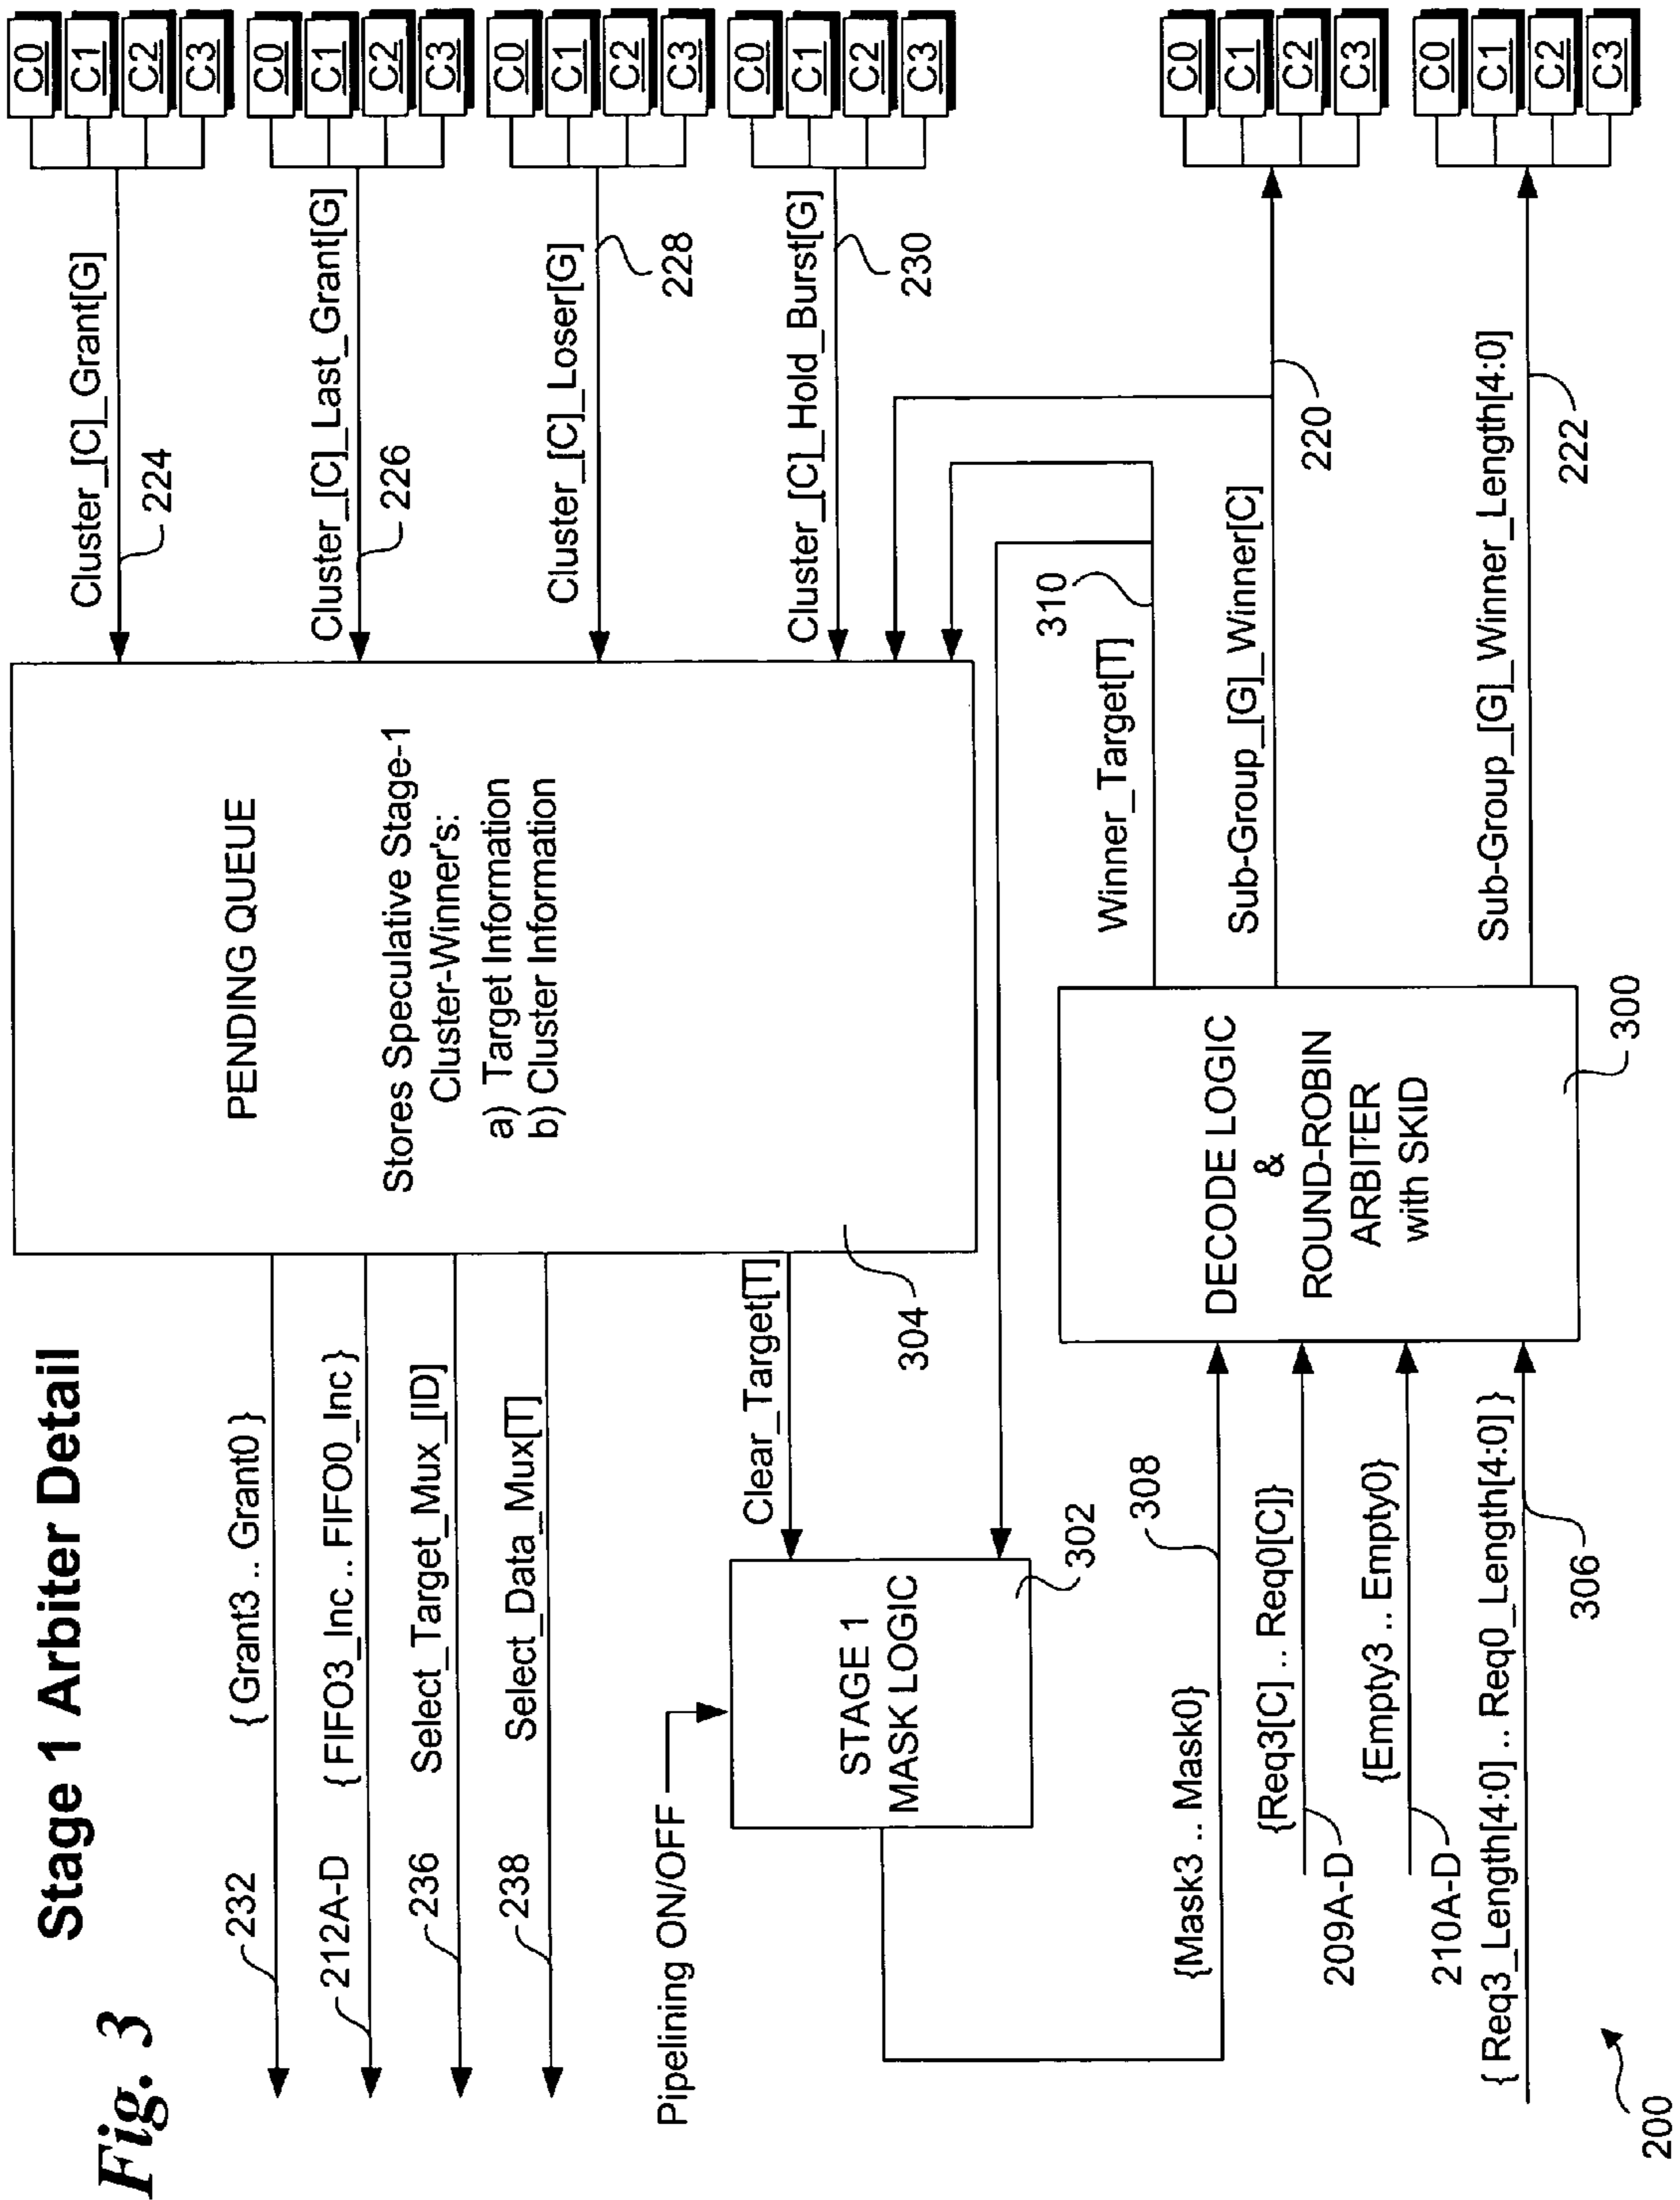 Fig. 3
Stage 1 Arbiter Detail
232
{ Grant3 .. Grant0 }
212A-D
{ FIFO3_Inc .. FIFO0_Inc }
236
Select_Target_Mux_[ID]
238
Select_Data_Mux[T]
Pipelining ON/OFF
STAGE 1
MASK LOGIC
302
Clear_Target[T]
304
PENDING QUEUE
Stores Speculative Stage-1
Cluster-Winner's:
a) Target Information
b) Cluster Information
Cluster_[C]_Grant[G]
224
C0
C1
C2
C3
Cluster_[C]_Last_Grant[G]
226
C0
C1
C2
C3
Cluster_[C]_Loser[G]
228
C0
C1
C2
C3
Cluster_[C]_Hold_Burst[G]
230
C0
C1
C2
C3
{Mask3 .. Mask0}
308
{Req3[C] .. Req0[C]}
209A-D
{Empty3 .. Empty0}
210A-D
{ Req3_Length[4:0] .. Req0_Length[4:0] }
306
DECODE LOGIC
&
ROUND-ROBIN
ARBITER
with SKID
300
Winner_Target[T]
310
Sub-Group_[G]_Winner[C]
220
C0
C1
C2
C3
Sub-Group_[G]_Winner_Length[4:0]
222
C0
C1
C2
C3
200